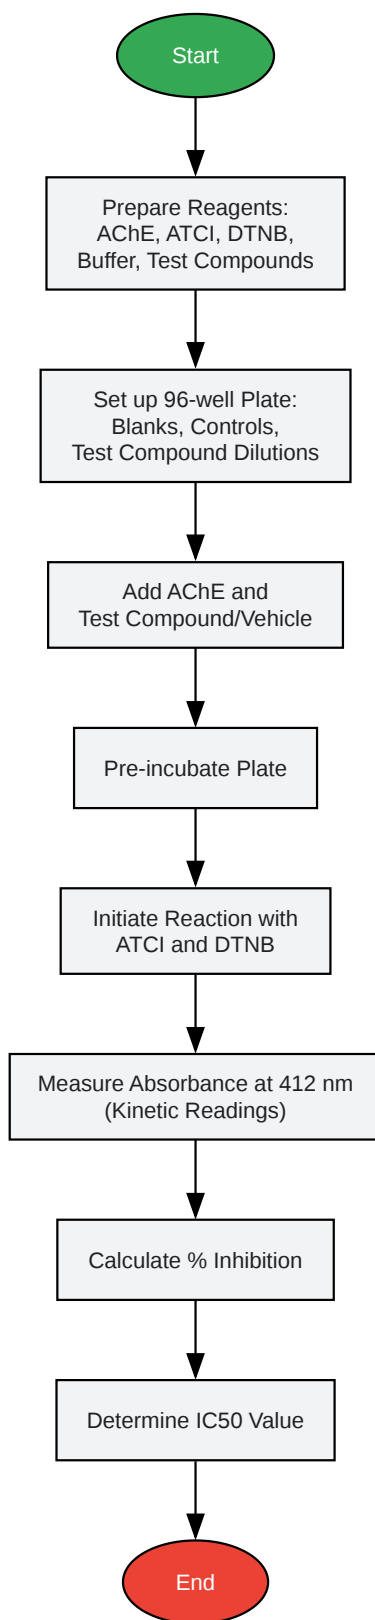 Start
Prepare Reagents:
AChE, ATCI, DTNB,
Buffer, Test Compounds
Set up 96-well Plate:
Blanks, Controls,
Test Compound Dilutions
Add AChE and
Test Compound/Vehicle
Pre-incubate Plate
Initiate Reaction with
ATCI and DTNB
Measure Absorbance at 412 nm
(Kinetic Readings)
Calculate % Inhibition
Determine IC50 Value
End